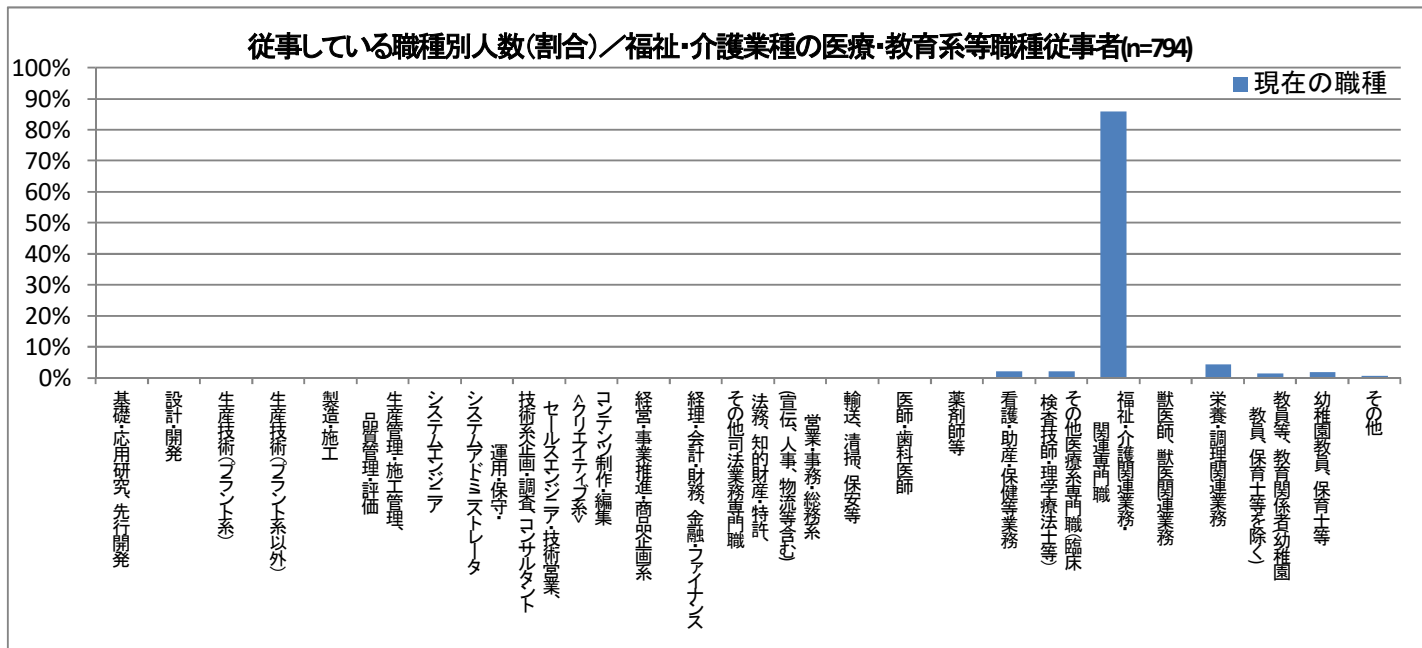 従事している職種別人数(割合)／福祉・介護業種の医療・教育系等職種従事者(n=794)
現在の職種
100%
90%
80%
70%
60%
50%
40%
30%
20%
10%
0%
基礎・応用研究、先行開発
設計・開発
生産技術(プラント系)
生産技術(プラント系以外)
製造・施工
生産管理・施工管理、
品質管理・評価
システムエンジニア
運用・保守・
システムアドミニストレータ
セールスエンジニア・技術営業、
技術系企画・調査、コンサルタント
コンテンツ制作・編集
<クリエイティブ系>
経営・事業推進・商品企画系
経理・会計・財務、金融・ファイナンス
法務、知的財産・特許、
その他司法業務専門職
営業・事務・総務系
(宣伝、人事、物流等含む)
輸送、清掃、保安等
医師・歯科医師
薬剤師等
看護・助産・保健等業務
その他医療系専門職(臨床
検査技師・理学療法士等)
福祉・介護関連業務・
関連専門職
獣医師、獣医関連業務
栄養・調理関連業務
教員等、教育関係者幼稚園
教員、保育士等を除く)
幼稚園教員、保育士等
その他